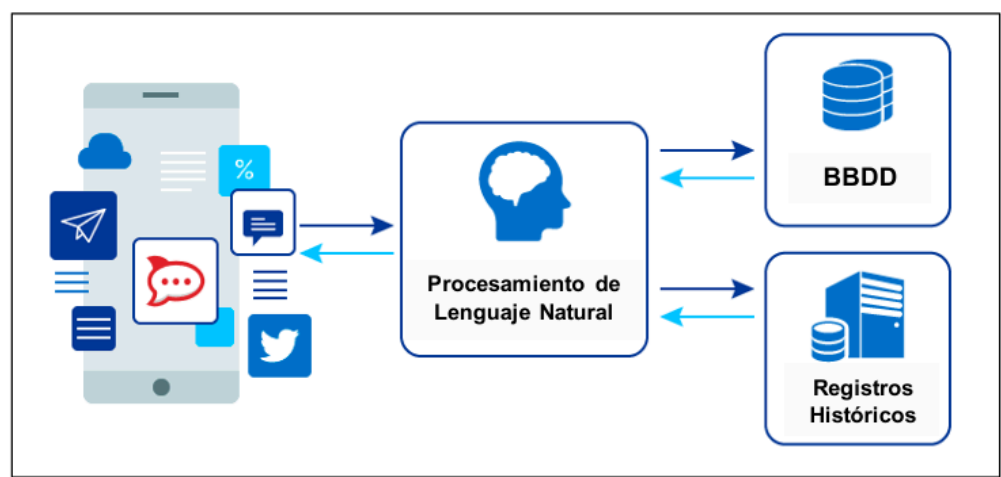 %
Procesamiento de
Lenguaje Natural
BBDD
Registros
Históricos